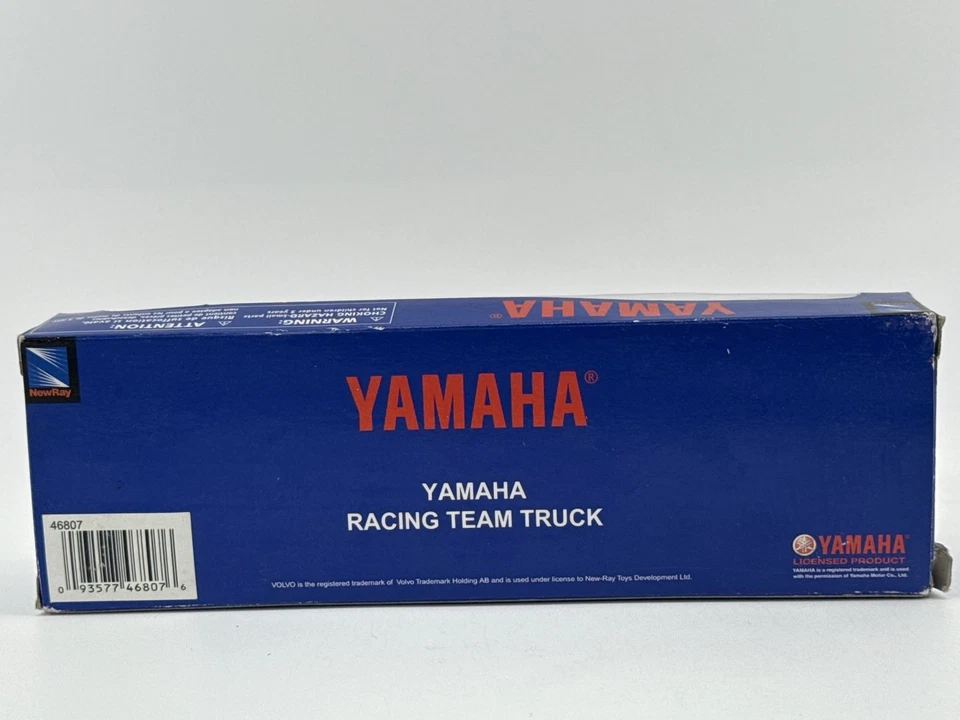 WARNING:
CHOKING HAZARD-Small parts
Not for children under 3 years
ATTENTION:
YAMAHA®
NewRay
YAMAHA®
YAMAHA
RACING TEAM TRUCK
46807
0 93577 46807 6
VOLVO is the registered trademark of Volvo Trademark Holding AB and is used under license to New-Ray Toys Development Ltd.
YAMAHA
LICENSED PRODUCT
YAMAHA is a registered trademark and is used
with the permission of Yamaha Motor Co., Ltd.